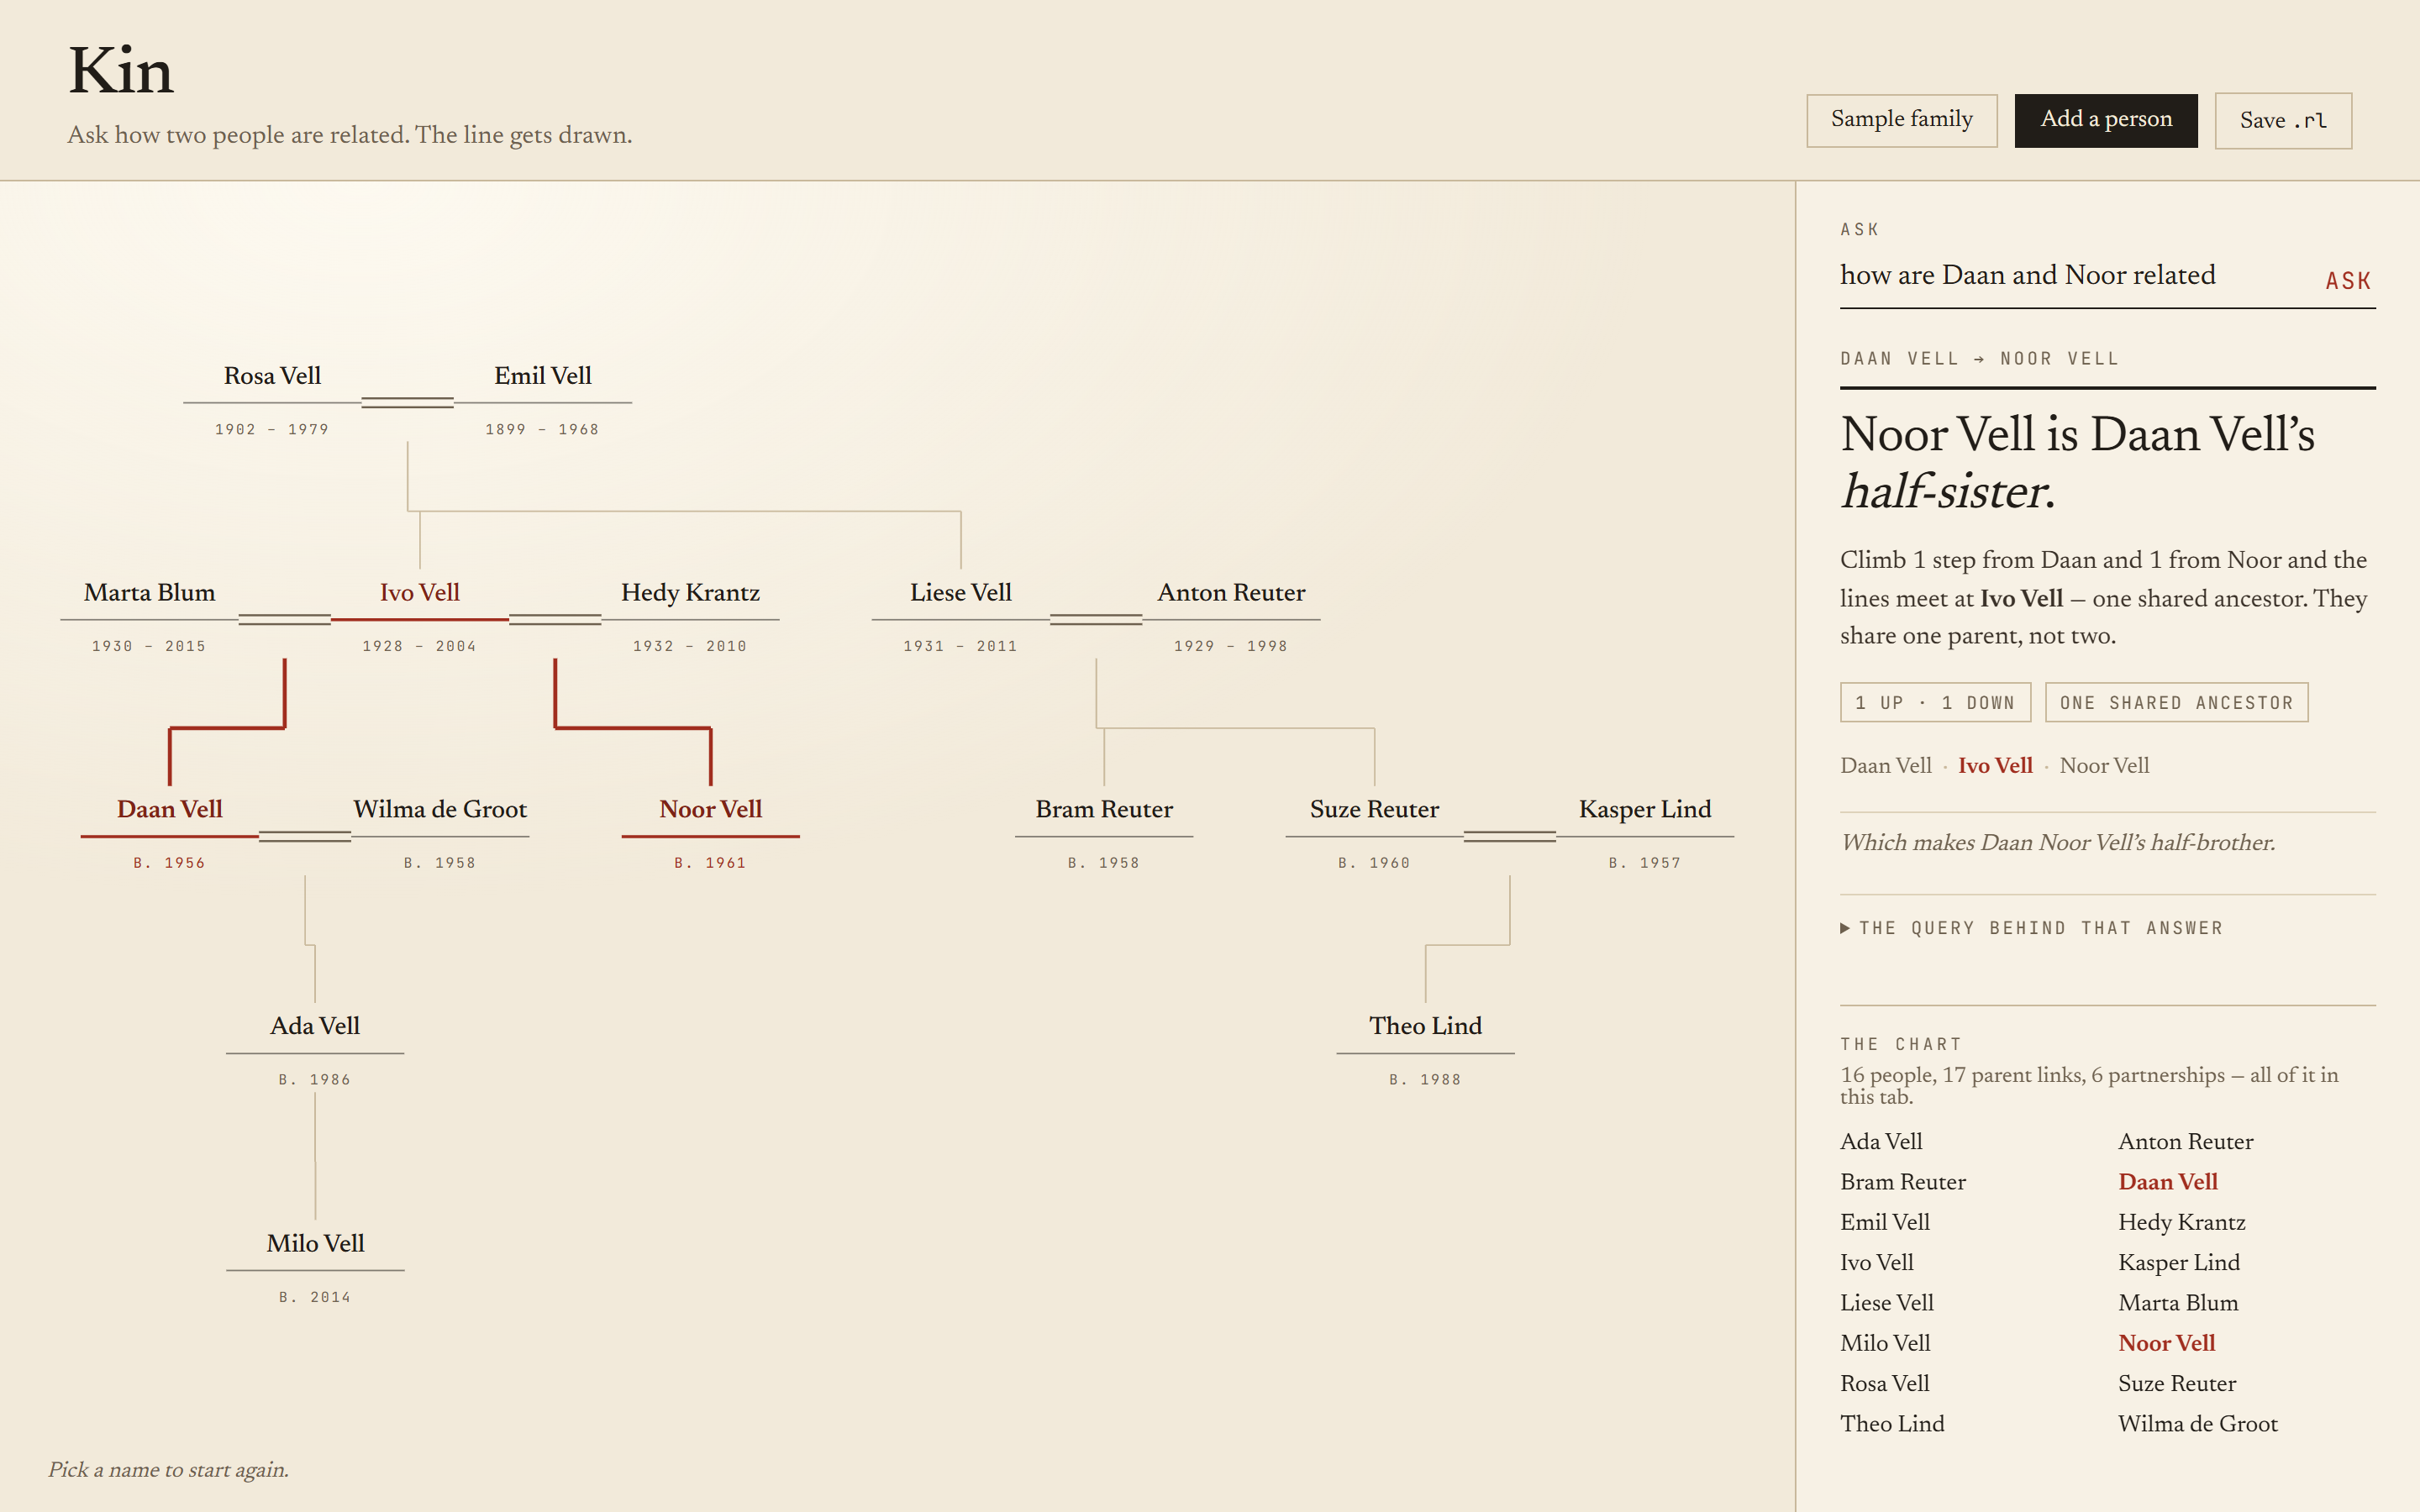 Kin
Ask how two people are related. The line gets drawn.
Sample family
Add a person
Save .rl
Rosa Vell
Emil Vell
1902 – 1979
1899 – 1968
Marta Blum
Ivo Vell
Hedy Krantz
Liese Vell
Anton Reuter
1930 – 2015
1928 – 2004
1932 – 2010
1931 – 2011
1929 – 1998
Daan Vell
Wilma de Groot
Noor Vell
Bram Reuter
Suze Reuter
Kasper Lind
B. 1956
B. 1958
B. 1961
B. 1958
B. 1960
B. 1957
Ada Vell
Theo Lind
B. 1986
B. 1988
Milo Vell
B. 2014
Pick a name to start again.
ASK
how are Daan and Noor related
ASK
DAAN VELL → NOOR VELL
Noor Vell is Daan Vell’s
half-sister.
Climb 1 step from Daan and 1 from Noor and the
lines meet at Ivo Vell — one shared ancestor. They
share one parent, not two.
1 UP · 1 DOWN
ONE SHARED ANCESTOR
Daan Vell · Ivo Vell · Noor Vell
Which makes Daan Noor Vell’s half-brother.
▶ THE QUERY BEHIND THAT ANSWER
THE CHART
16 people, 17 parent links, 6 partnerships — all of it in
this tab.
Ada Vell
Anton Reuter
Bram Reuter
Daan Vell
Emil Vell
Hedy Krantz
Ivo Vell
Kasper Lind
Liese Vell
Marta Blum
Milo Vell
Noor Vell
Rosa Vell
Suze Reuter
Theo Lind
Wilma de Groot